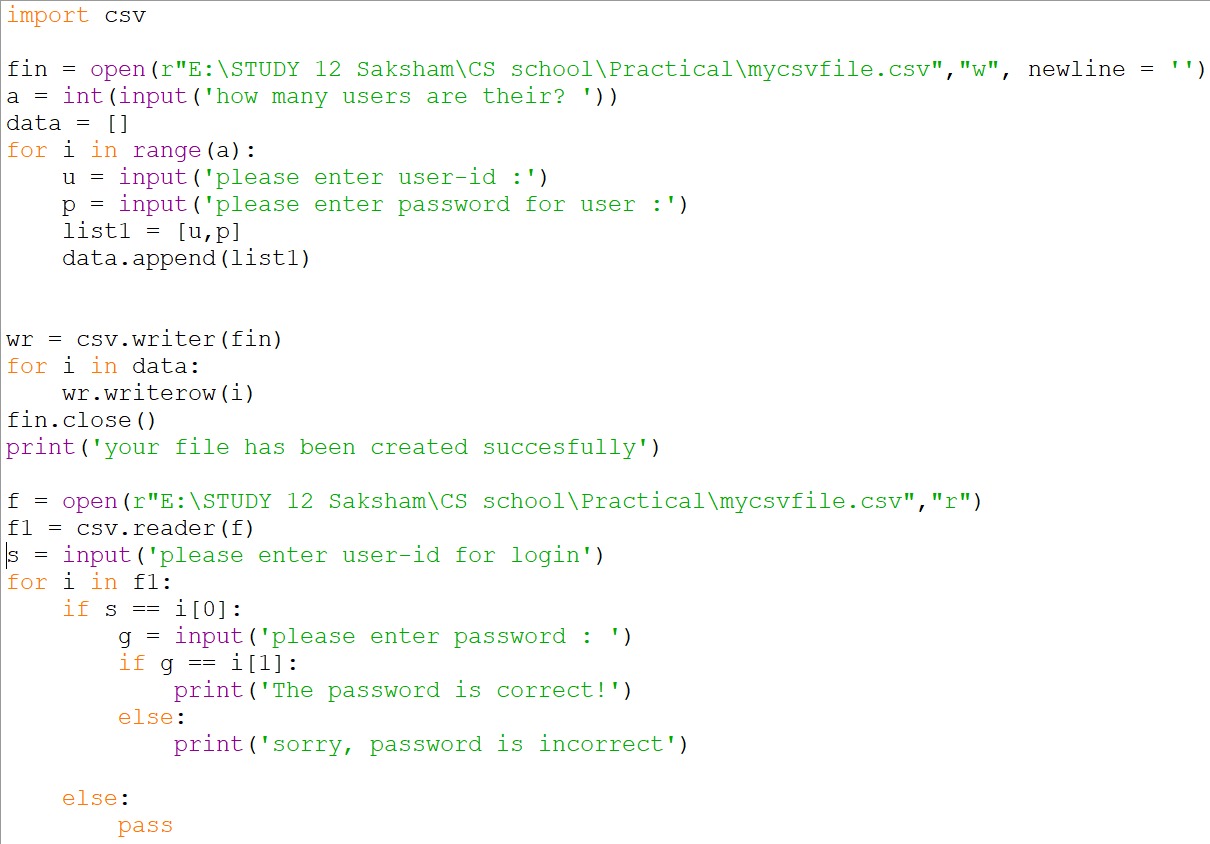 import csv

fin = open(r"E:\STUDY 12 Saksham\CS school\Practical\mycsvfile.csv","w", newline = '')
a = int(input('how many users are their? '))
data = []
for i in range(a):
    u = input('please enter user-id :')
    p = input('please enter password for user :')
    list1 = [u,p]
    data.append(list1)

wr = csv.writer(fin)
for i in data:
    wr.writerow(i)
fin.close()
print('your file has been created succesfully')

f = open(r"E:\STUDY 12 Saksham\CS school\Practical\mycsvfile.csv","r")
f1 = csv.reader(f)
s = input('please enter user-id for login')
for i in f1:
    if s == i[0]:
        g = input('please enter password : ')
        if g == i[1]:
            print('The password is correct!')
        else:
            print('sorry, password is incorrect')

    else:
        pass